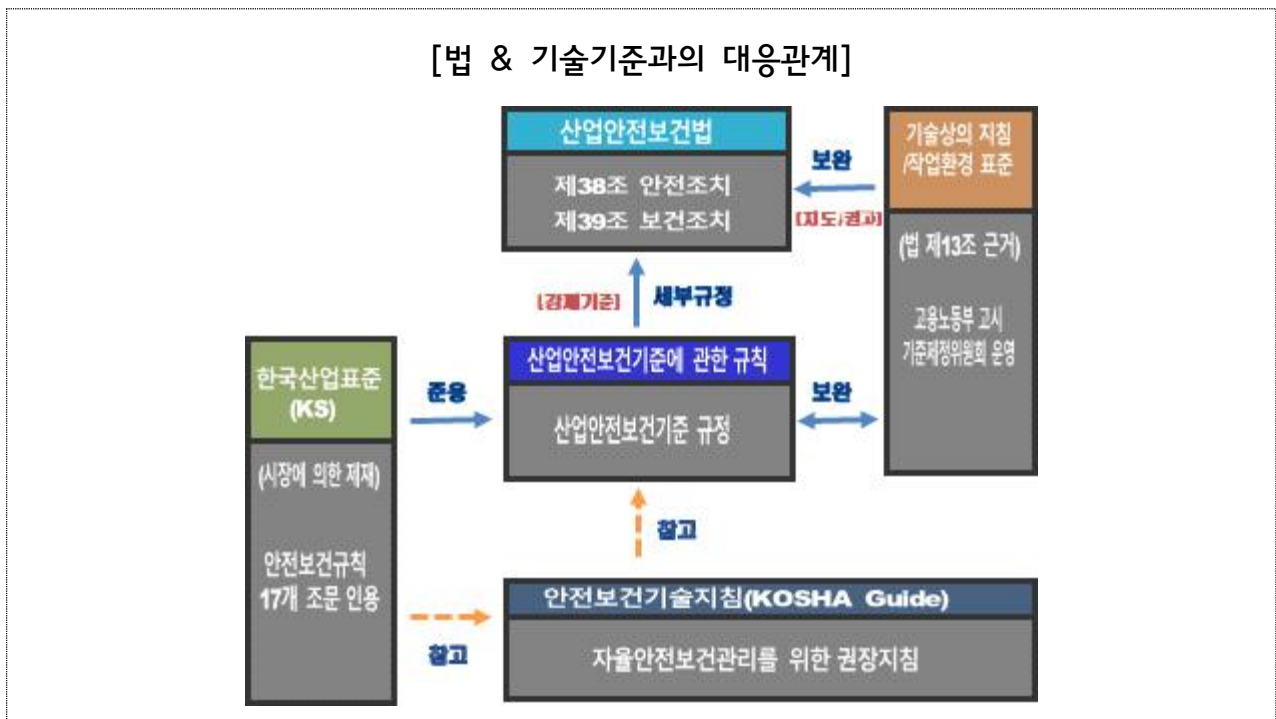 [법 & 기술기준과의 대응관계]
산업안전보건법
제38조 안전조치
제39조 보건조치
보완
[지도/권고]
기술상의 지침
/작업환경 표준
(법 제13조 근거)
고용노동부 고시
기준제정위원회 운영
[강제기준]
세부규정
한국산업표준
(KS)
(시장에 의한 제재)
안전보건규칙
17개 조문 인용
준용
산업안전보건기준에 관한 규칙
산업안전보건기준 규정
보완
참고
참고
안전보건기술지침(KOSHA Guide)
자율안전보건관리를 위한 권장지침